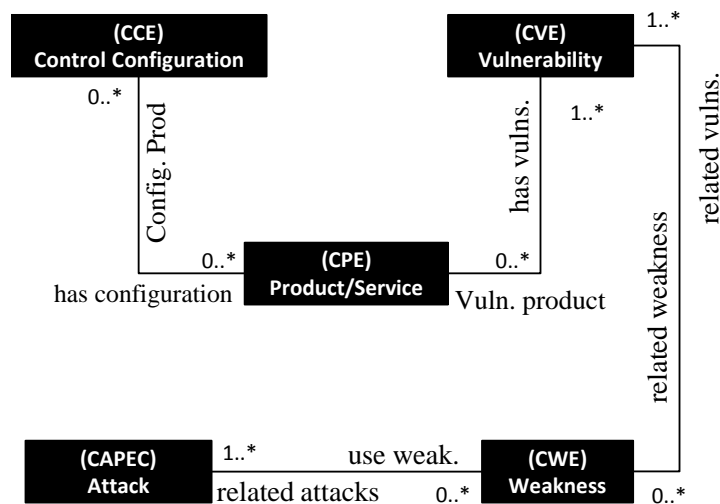 (CCE)
Control Configuration
(CVE)
Vulnerability
1..*
0..*
Config. Prod
has vulns.
1..*
related vulns.
related weakness
0..*
(CPE)
Product/Service
0..*
has configuration
Vuln. product
(CAPEC)
Attack
1..*
use weak.
(CWE)
Weakness
related attacks
0..*
0..*